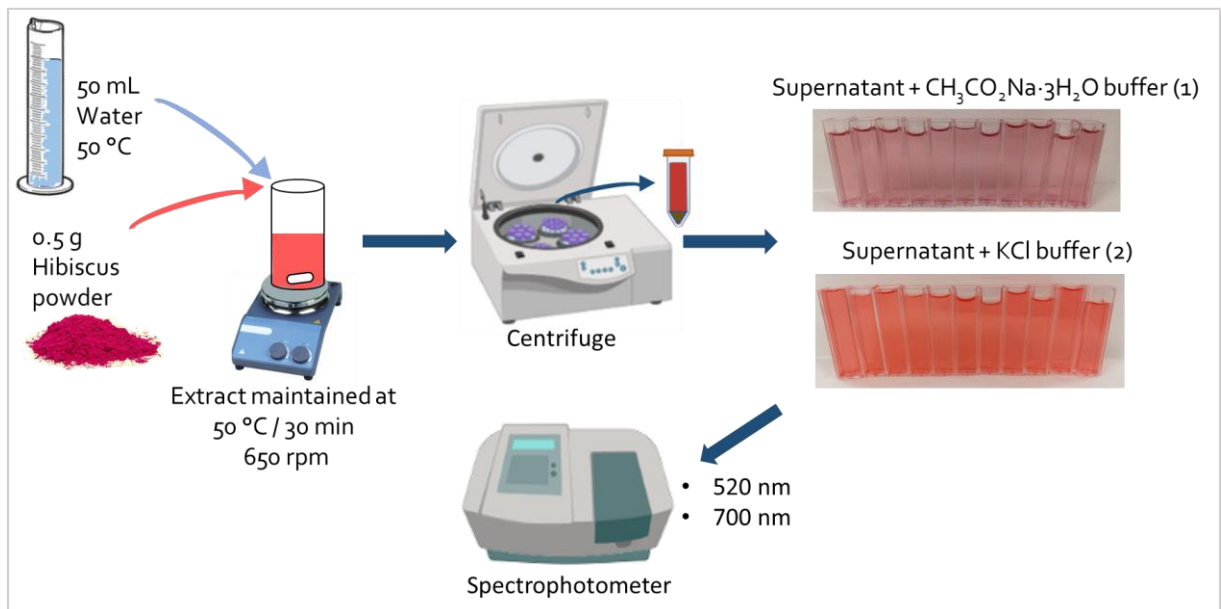 50 mL
Water
50 °C
0.5 g
Hibiscus
powder
Extract maintained at
50 °C / 30 min
650 rpm
Centrifuge
Supernatant + CH₃CO₂Na·3H₂O buffer (1)
Supernatant + KCl buffer (2)
• 520 nm
• 700 nm
Spectrophotometer